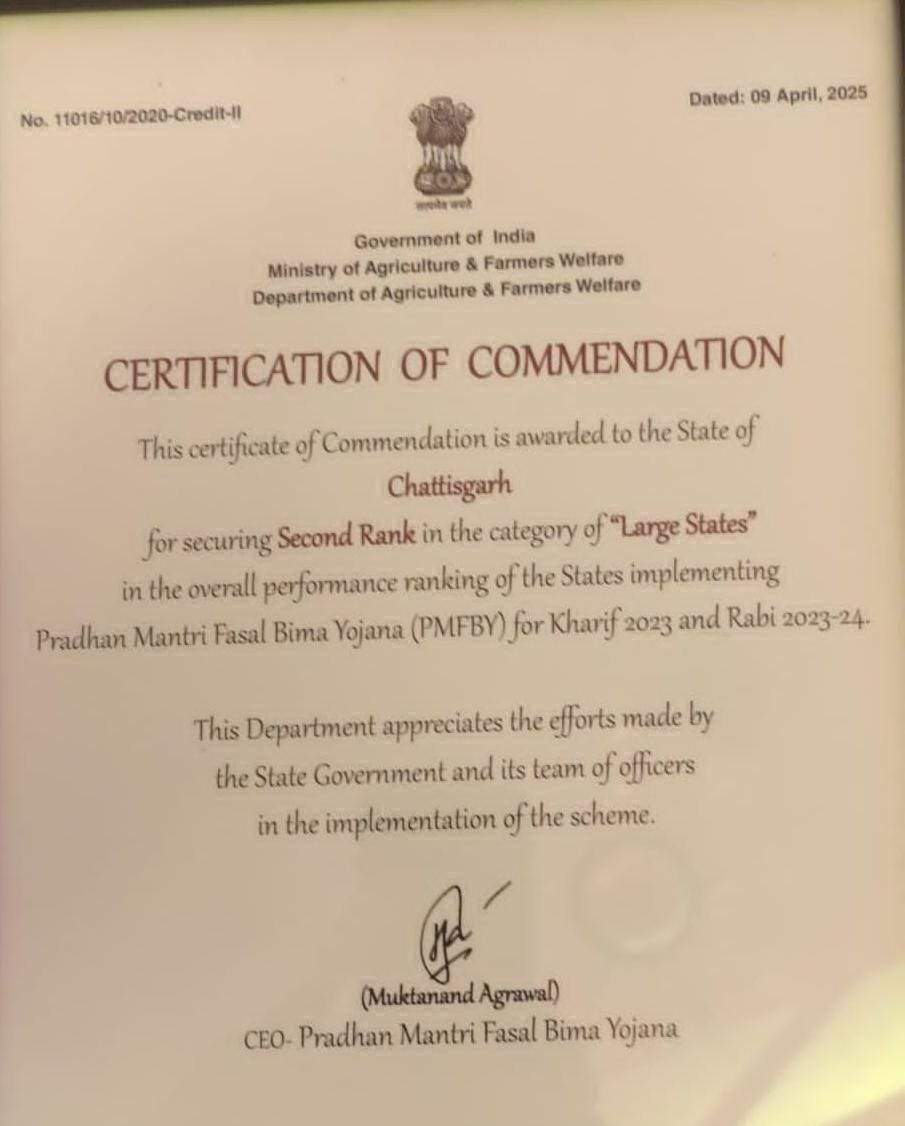 No. 11016/10/2020-Credit-II
Dated: 09 April, 2025
सत्यमेव जयते
Government of India
Ministry of Agriculture & Farmers Welfare
Department of Agriculture & Farmers Welfare
CERTIFICATION OF COMMENDATION
This certificate of Commendation is awarded to the State of
Chattisgarh
for securing Second Rank in the category of “Large States”
in the overall performance ranking of the States implementing
Pradhan Mantri Fasal Bima Yojana (PMFBY) for Kharif 2023 and Rabi 2023-24.
This Department appreciates the efforts made by
the State Government and its team of officers
in the implementation of the scheme.
(Muktanand Agrawal)
CEO- Pradhan Mantri Fasal Bima Yojana